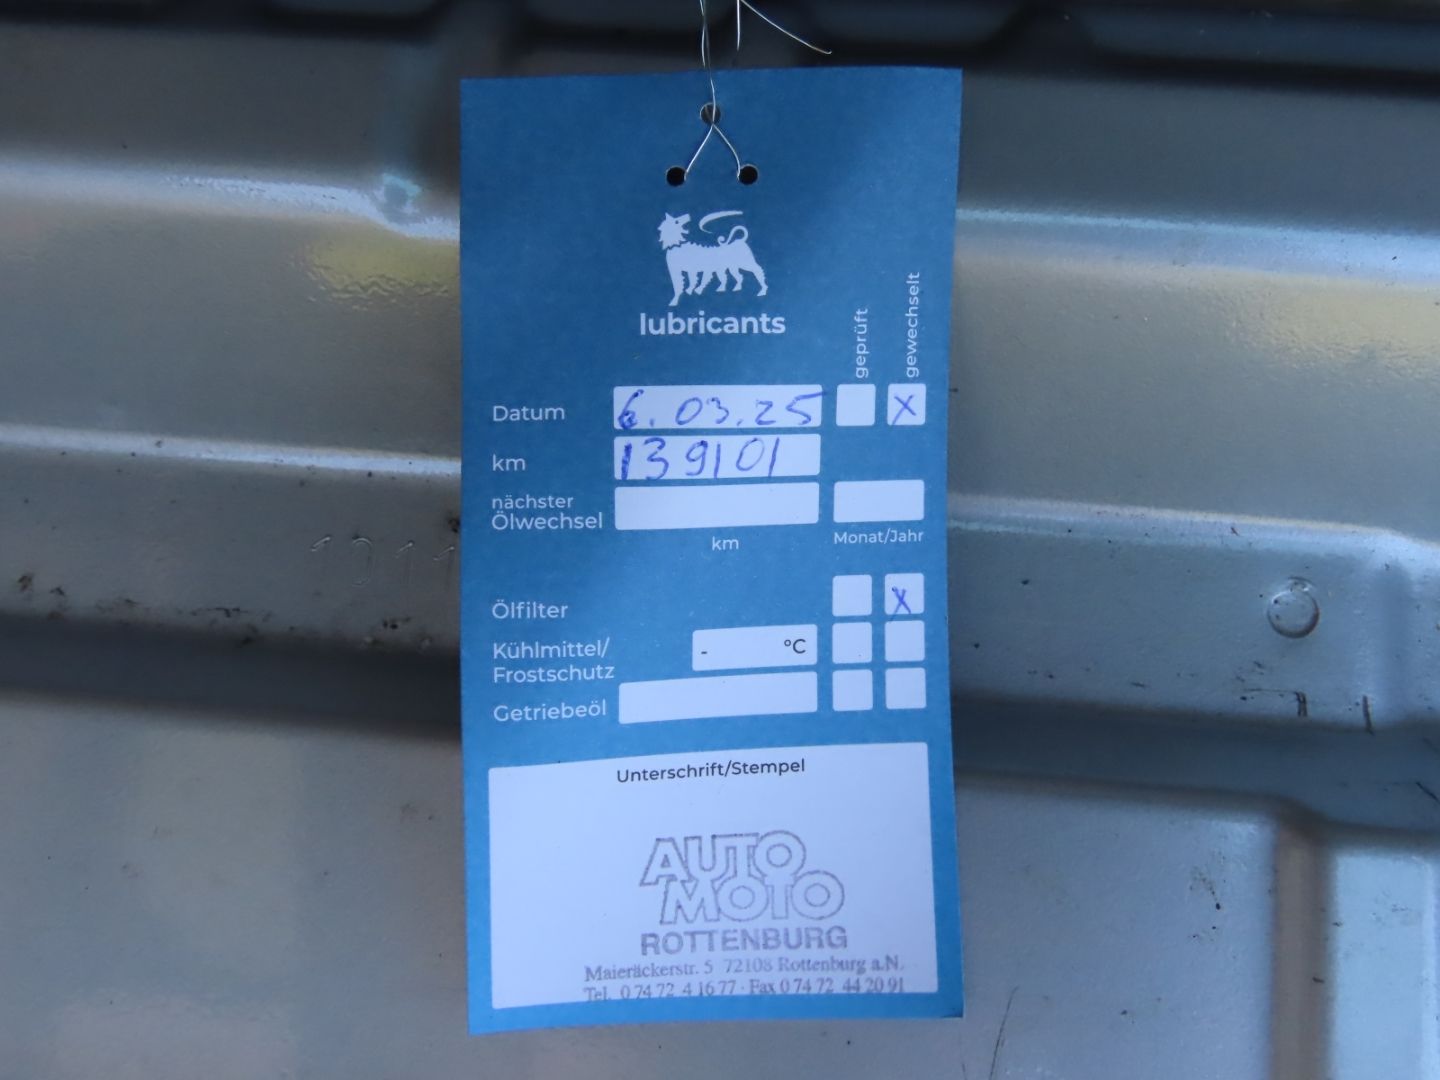 lubricants
geprüft
gewechselt
Datum 6.03.25 X
km 139101
nächster
Ölwechsel
km Monat/Jahr
Ölfilter X
Kühlmittel/
Frostschutz - °C
Getriebeöl
Unterschrift/Stempel
AUTO
MOTO
ROTTENBURG
Maieräckerstr. 5 72108 Rottenburg a.N.
Tel. 0 74 72 4 16 77 · Fax 0 74 72 44 20 91
1011